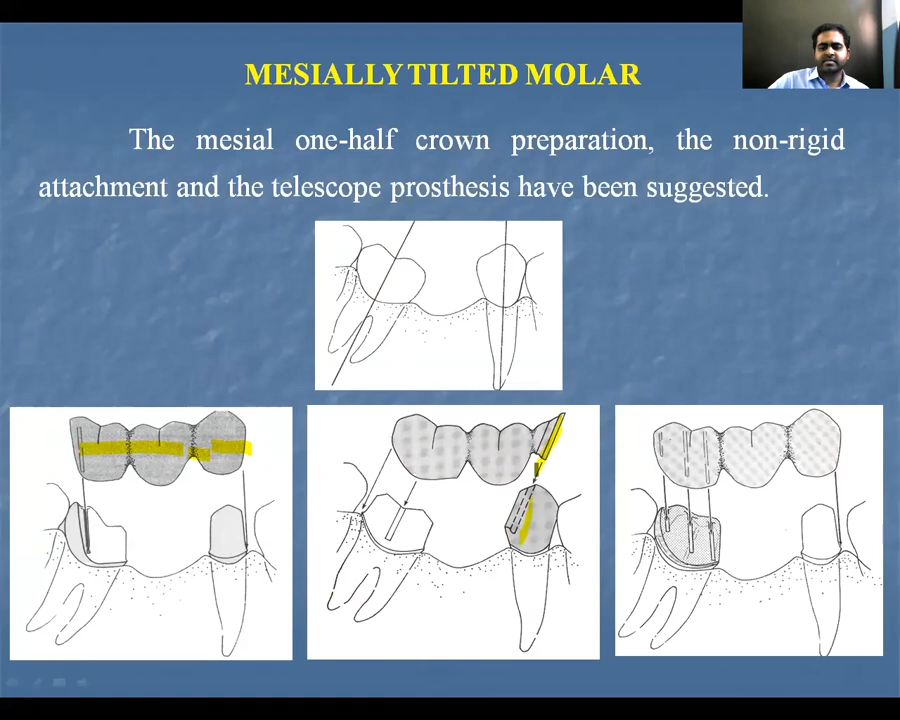 MESIALLY TILTED MOLAR
The mesial one-half crown preparation, the non-rigid
attachment and the telescope prosthesis have been suggested.